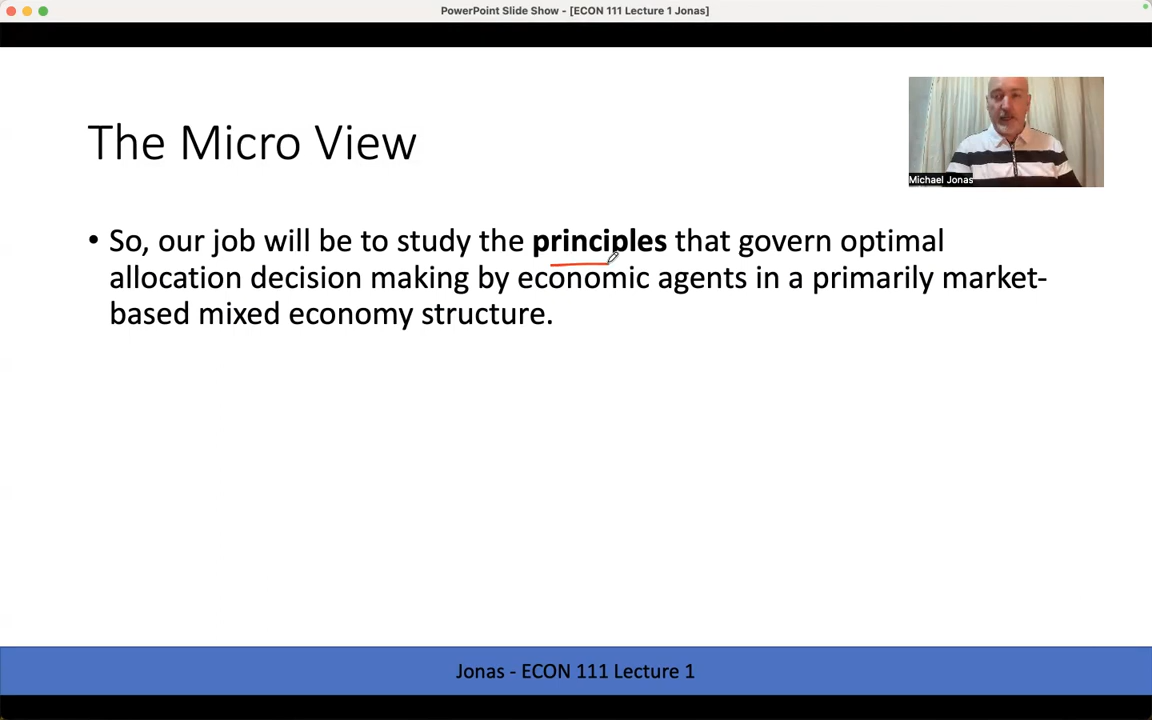 PowerPoint Slide Show - [ECON 111 Lecture 1 Jonas]
The Micro View
Michael Jonas
• So, our job will be to study the principles that govern optimal
allocation decision making by economic agents in a primarily market-
based mixed economy structure.
Jonas - ECON 111 Lecture 1